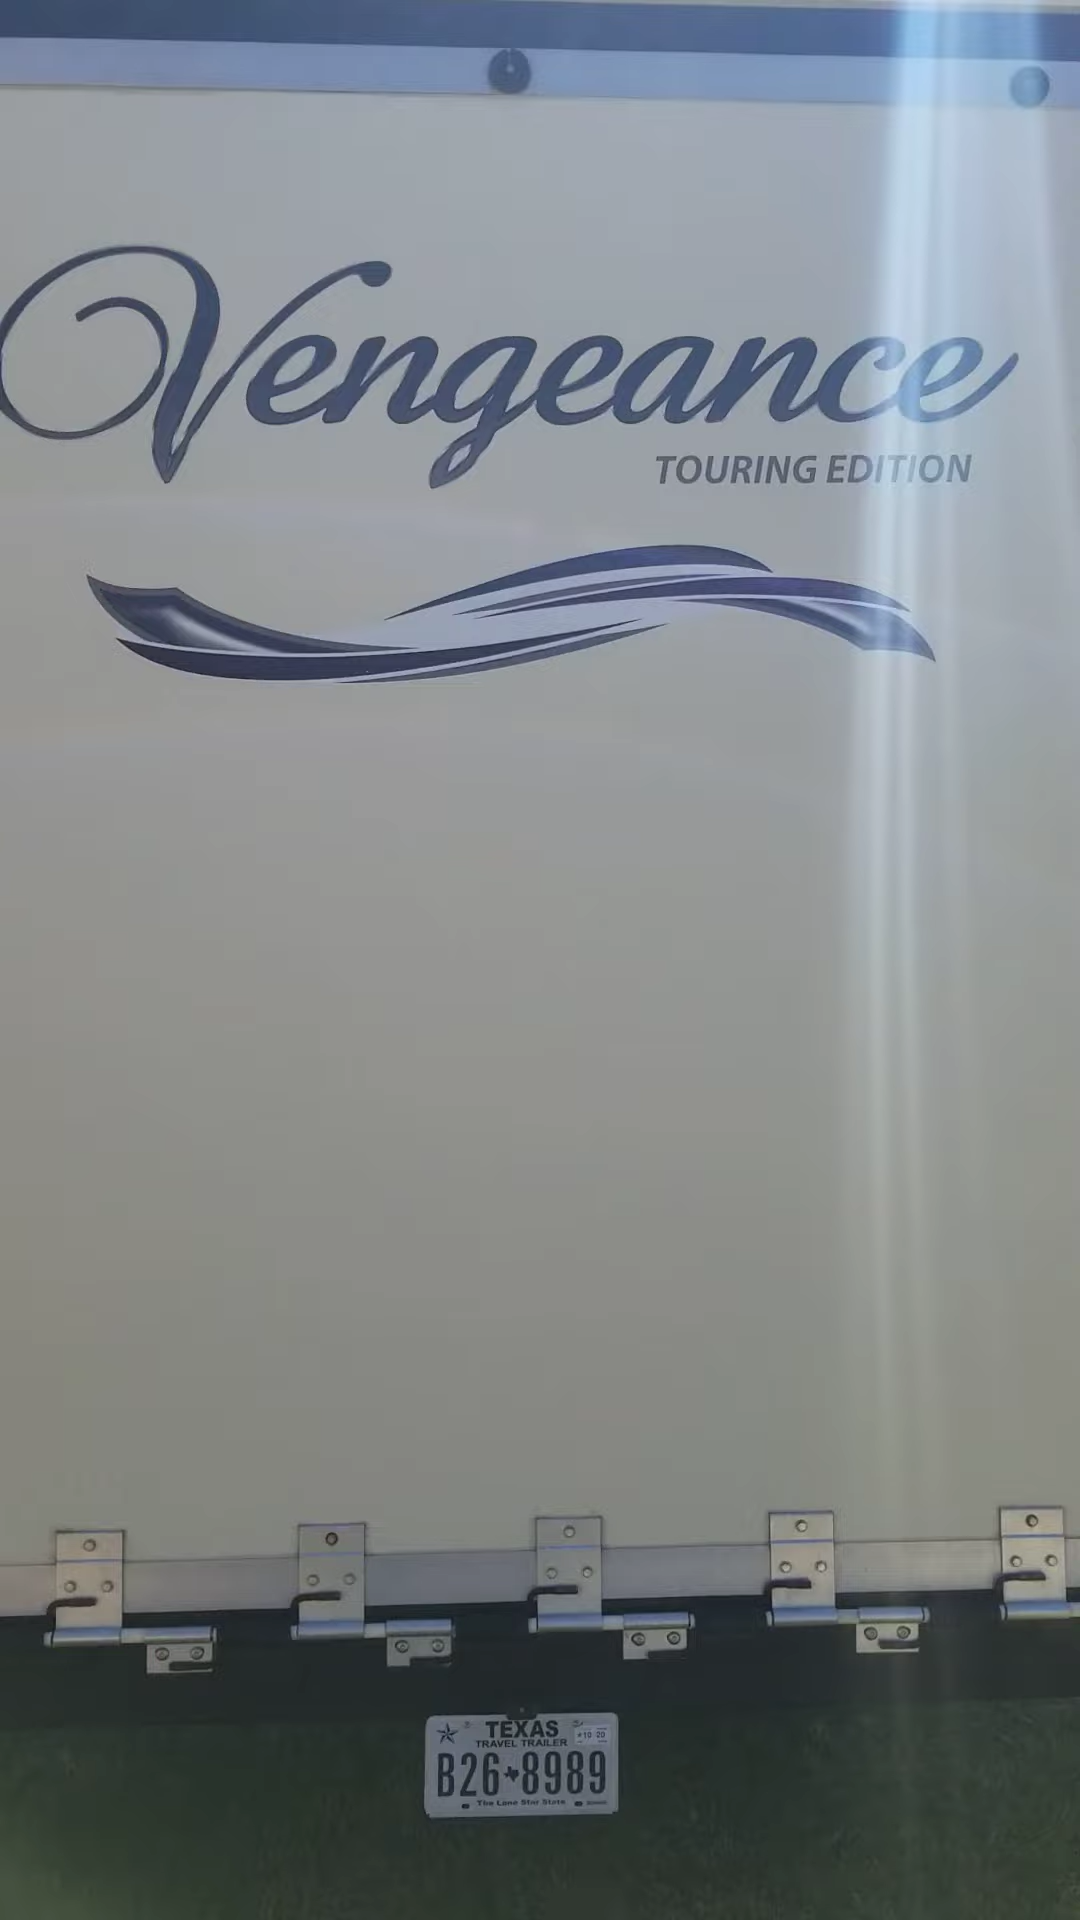 Vengeance
TOURING EDITION
TEXAS
TRAVEL TRAILER
B26 8989
The Lone Star State